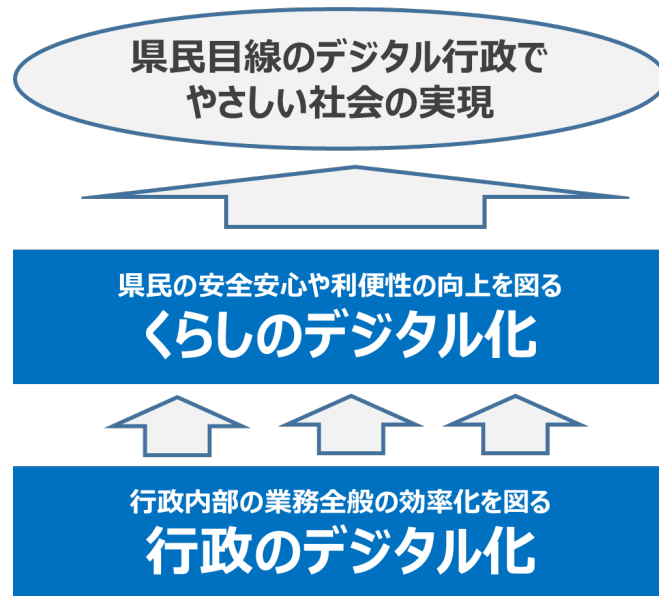 県民目線のデジタル行政で
やさしい社会の実現
県民の安全安心や利便性の向上を図る
くらしのデジタル化
行政内部の業務全般の効率化を図る
行政のデジタル化